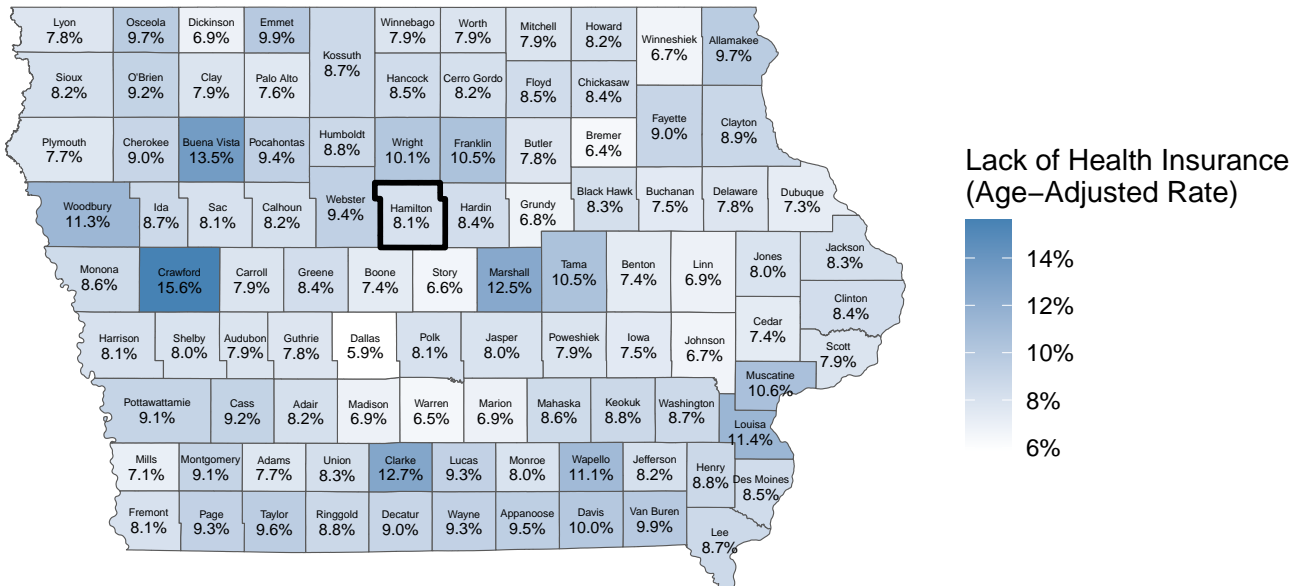 Lyon
7.8%
Osceola
9.7%
Dickinson
6.9%
Emmet
9.9%
Winnebago
7.9%
Worth
7.9%
Mitchell
7.9%
Howard
8.2%
Winneshiek
6.7%
Allamakee
9.7%
Kossuth
8.7%
Sioux
8.2%
O'Brien
9.2%
Clay
7.9%
Palo Alto
7.6%
Hancock
8.5%
Cerro Gordo
8.2%
Floyd
8.5%
Chickasaw
8.4%
Fayette
9.0%
Clayton
8.9%
Plymouth
7.7%
Cherokee
9.0%
Buena Vista
13.5%
Pocahontas
9.4%
Humboldt
8.8%
Wright
10.1%
Franklin
10.5%
Butler
7.8%
Bremer
6.4%
Woodbury
11.3%
Ida
8.7%
Sac
8.1%
Calhoun
8.2%
Webster
9.4%
Hamilton
8.1%
Hardin
8.4%
Grundy
6.8%
Black Hawk
8.3%
Buchanan
7.5%
Delaware
7.8%
Dubuque
7.3%
Monona
8.6%
Crawford
15.6%
Carroll
7.9%
Greene
8.4%
Boone
7.4%
Story
6.6%
Marshall
12.5%
Tama
10.5%
Benton
7.4%
Linn
6.9%
Jones
8.0%
Jackson
8.3%
Clinton
8.4%
Harrison
8.1%
Shelby
8.0%
Audubon
7.9%
Guthrie
7.8%
Dallas
5.9%
Polk
8.1%
Jasper
8.0%
Poweshiek
7.9%
Iowa
7.5%
Johnson
6.7%
Cedar
7.4%
Scott
7.9%
Muscatine
10.6%
Pottawattamie
9.1%
Cass
9.2%
Adair
8.2%
Madison
6.9%
Warren
6.5%
Marion
6.9%
Mahaska
8.6%
Keokuk
8.8%
Washington
8.7%
Louisa
11.4%
Mills
7.1%
Montgomery
9.1%
Adams
7.7%
Union
8.3%
Clarke
12.7%
Lucas
9.3%
Monroe
8.0%
Wapello
11.1%
Jefferson
8.2%
Henry
8.8%
Des Moines
8.5%
Fremont
8.1%
Page
9.3%
Taylor
9.6%
Ringgold
8.8%
Decatur
9.0%
Wayne
9.3%
Appanoose
9.5%
Davis
10.0%
Van Buren
9.9%
Lee
8.7%
Lack of Health Insurance
(Age−Adjusted Rate)
14%
12%
10%
8%
6%